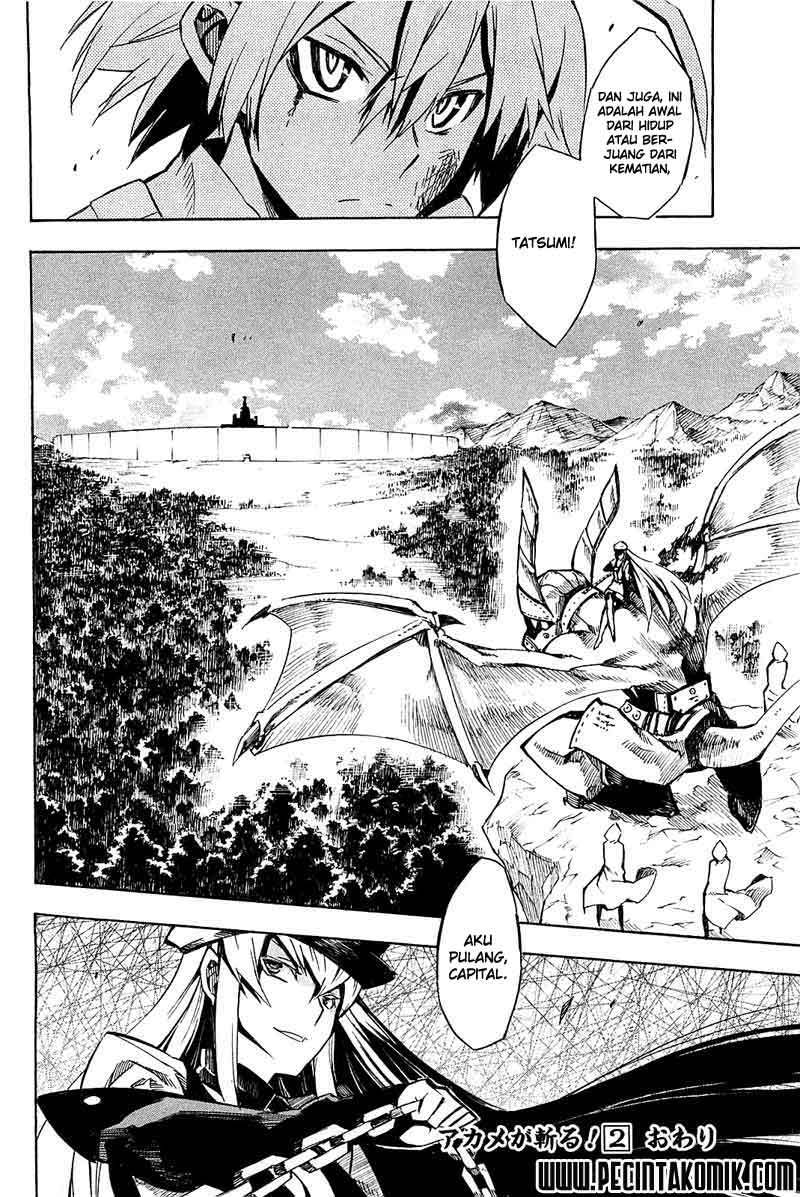 DAN JUGA, INI
ADALAH AWAL
DARI HIDUP
ATAU BER-
JUANG DARI
KEMATIAN,
TATSUMI!
AKU
PULANG,
CAPITAL.
アカメが斬る! 2 おわり
WWW.PECINTAKOMIK.COM